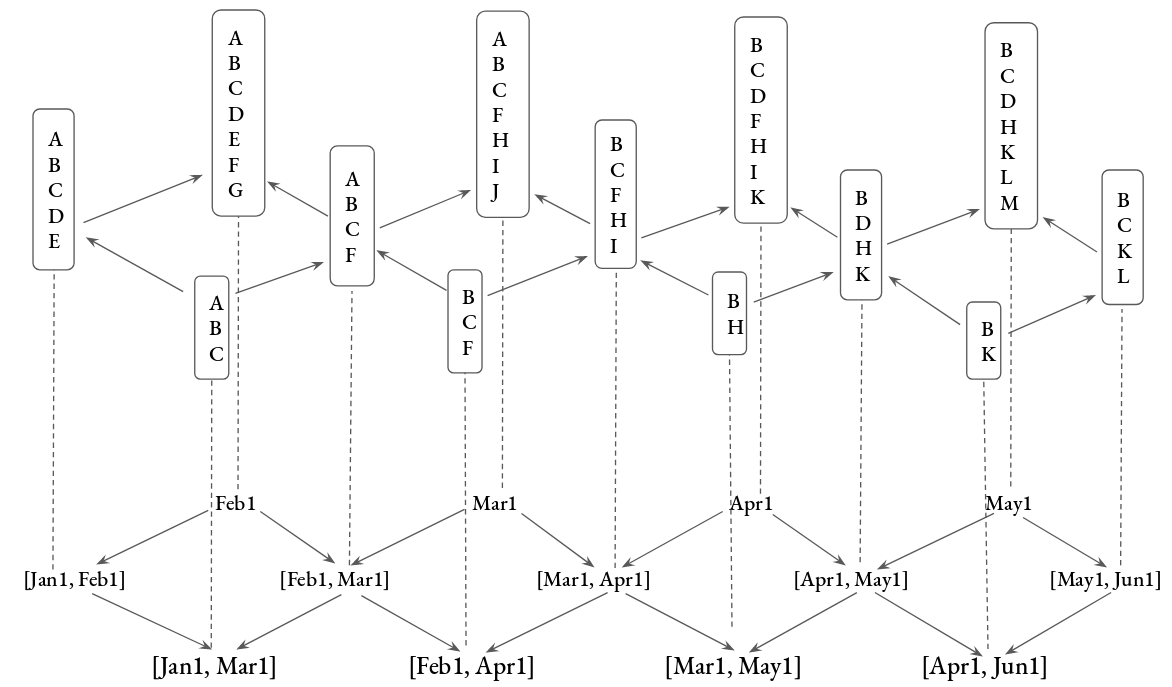 A
B
C
D
E
A
B
C
D
E
F
G
A
B
C
A
B
C
F
A
B
C
F
H
I
J
B
C
F
B
C
F
H
I
B
C
D
F
H
I
K
B
H
B
D
H
K
B
C
D
H
K
L
M
B
K
B
C
K
L
Feb1
Mar1
Apr1
May1
[Jan1, Feb1]
[Feb1, Mar1]
[Mar1, Apr1]
[Apr1, May1]
[May1, Jun1]
[Jan1, Mar1]
[Feb1, Apr1]
[Mar1, May1]
[Apr1, Jun1]